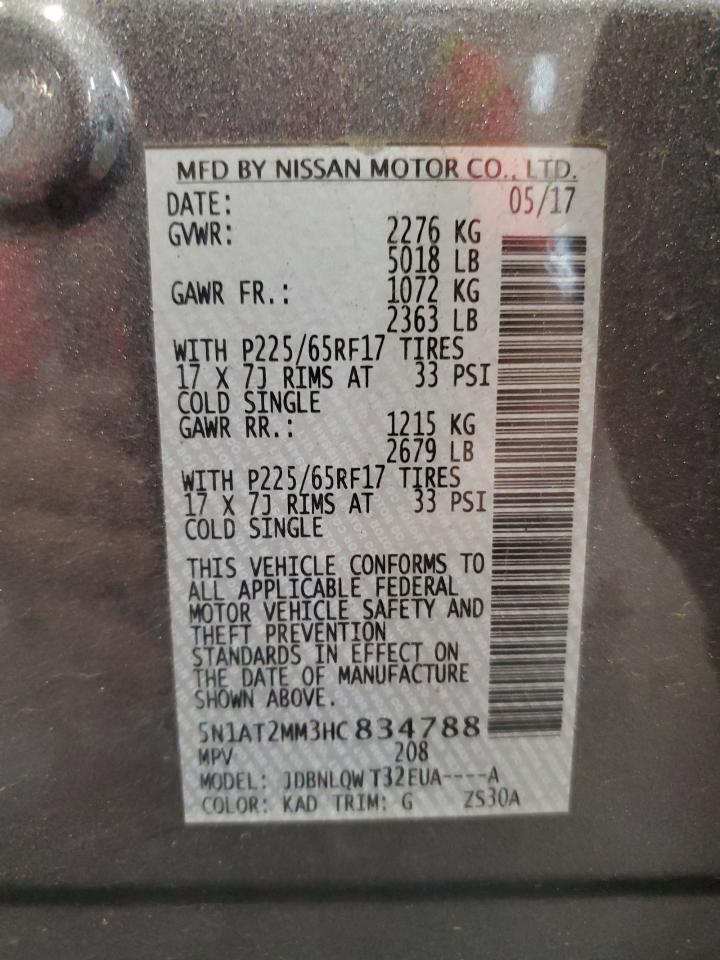 MFD BY NISSAN MOTOR CO., LTD.
DATE: 05/17
GVWR: 2276 KG
5018 LB
GAWR FR.: 1072 KG
2363 LB
WITH P225/65RF17 TIRES
17 X 7J RIMS AT 33 PSI
COLD SINGLE
GAWR RR.: 1215 KG
2679 LB
WITH P225/65RF17 TIRES
17 X 7J RIMS AT 33 PSI
COLD SINGLE
THIS VEHICLE CONFORMS TO
ALL APPLICABLE FEDERAL
MOTOR VEHICLE SAFETY AND
THEFT PREVENTION
STANDARDS IN EFFECT ON
THE DATE OF MANUFACTURE
SHOWN ABOVE.
5N1AT2MM3HC834788
MPV 208
MODEL: JDBNLQW T32EUA----A
COLOR: KAD TRIM: G ZS30A